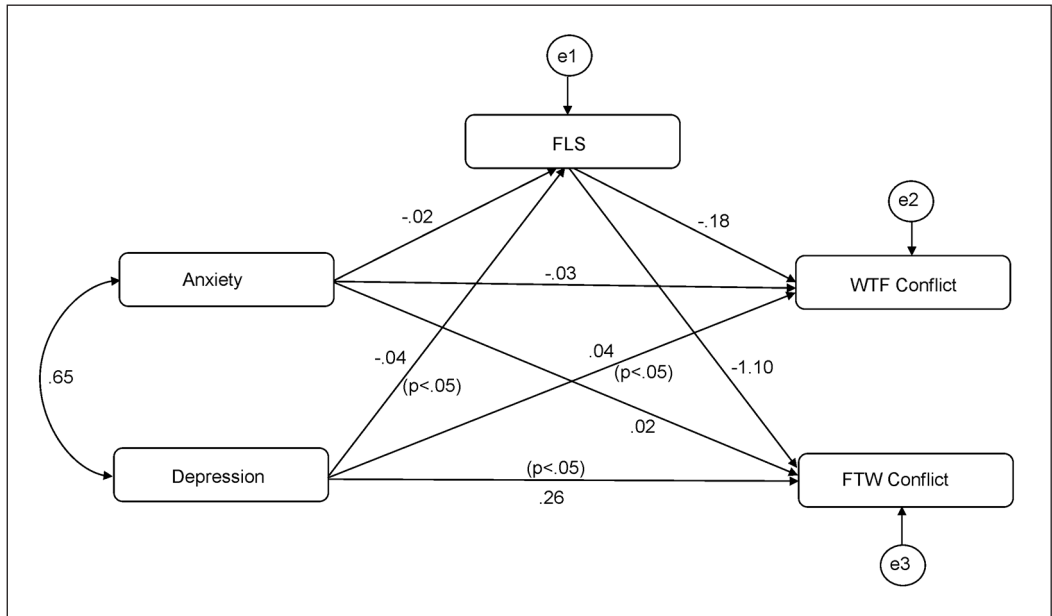 e1
FLS
-.02
-.18
e2
Anxiety
-.03
WTF Conflict
.65
-.04
(p<.05)
.04
(p<.05)
-1.10
.02
Depression
(p<.05)
.26
FTW Conflict
e3